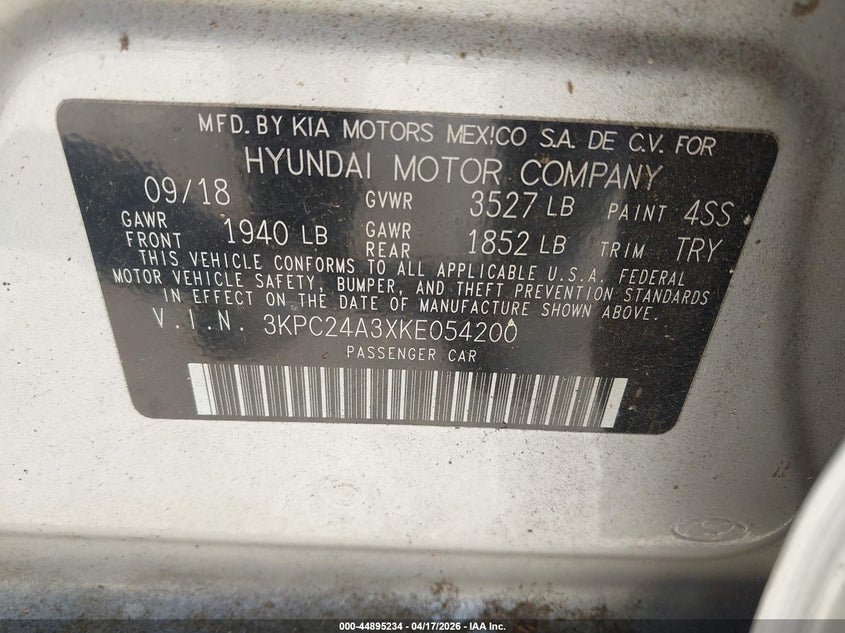 MFD. BY KIA MOTORS MEXICO S.A. DE C.V. FOR
HYUNDAI MOTOR COMPANY
09/18 GVWR 3527 LB PAINT 4SS
GAWR FRONT 1940 LB GAWR REAR 1852 LB TRIM TRY
THIS VEHICLE CONFORMS TO ALL APPLICABLE U.S.A. FEDERAL
MOTOR VEHICLE SAFETY, BUMPER, AND THEFT PREVENTION STANDARDS
IN EFFECT ON THE DATE OF MANUFACTURE SHOWN ABOVE.
V.I.N. 3KPC24A3XKE054200
PASSENGER CAR
000-44895234 - 04/17/2026 - IAA Inc.